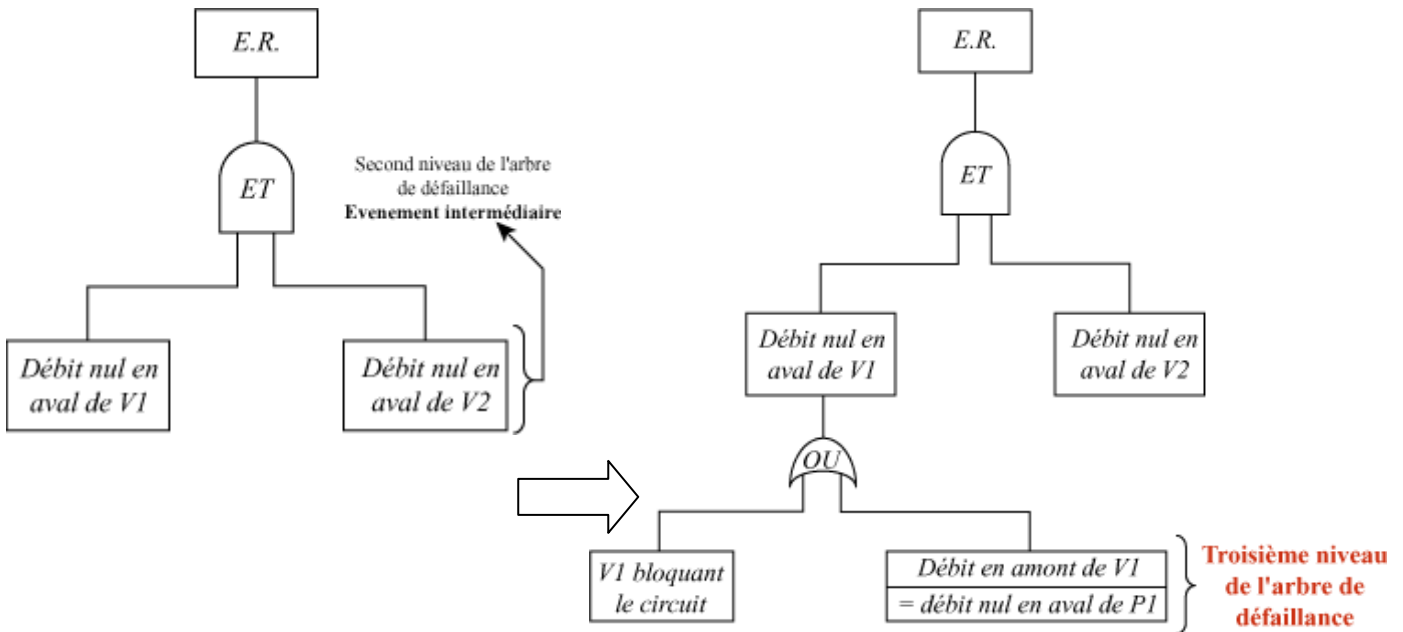 E.R.
ET
Second niveau de l'arbre
de défaillance
Evenement intermédiaire
Débit nul en
aval de V1
Débit nul en
aval de V2
E.R.
ET
Débit nul en
aval de V1
Débit nul en
aval de V2
OU
V1 bloquant
le circuit
Débit en amont de V1
= débit nul en aval de P1
Troisième niveau
de l'arbre de
défaillance